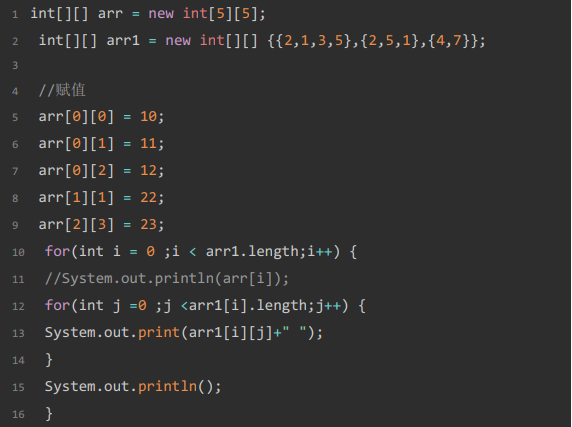 1 int[][] arr = new int[5][5];
2 int[][] arr1 = new int[][] {{2,1,3,5},{2,5,1},{4,7}};
3
4 //赋值
5 arr[0][0] = 10;
6 arr[0][1] = 11;
7 arr[0][2] = 12;
8 arr[1][1] = 22;
9 arr[2][3] = 23;
10 for(int i = 0 ;i < arr1.length;i++) {
11 //System.out.println(arr[i]);
12 for(int j =0 ;j <arr1[i].length;j++) {
13 System.out.print(arr1[i][j]+" ");
14 }
15 System.out.println();
16 }